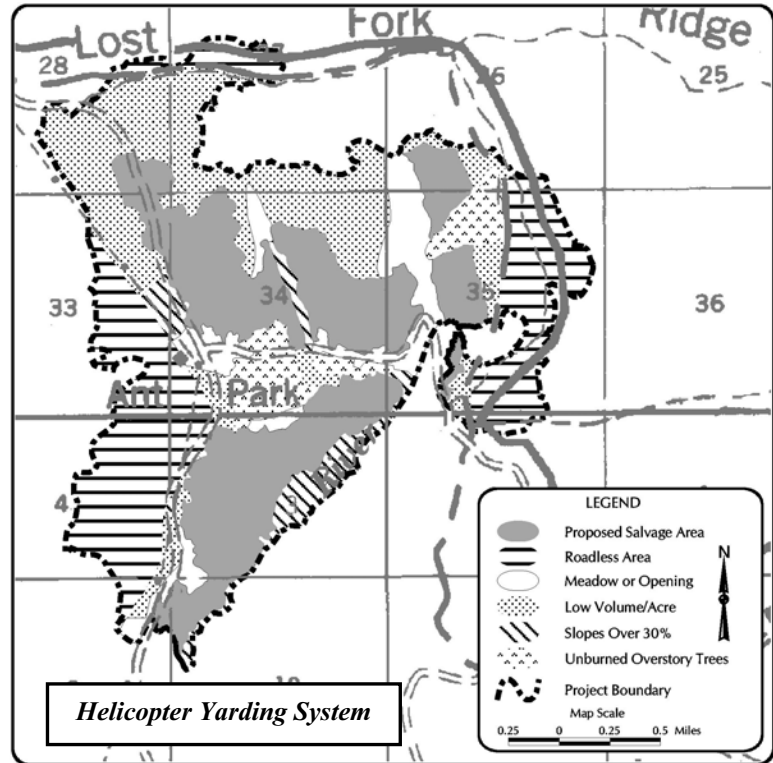 Lost Fork Ridge
28
26
25
33
34
35
36
Ant Park
River
4
LEGEND
Proposed Salvage Area
Roadless Area
N
Meadow or Opening
Low Volume/Acre
Slopes Over 30%
Unburned Overstory Trees
Project Boundary
Map Scale
0.25 0 0.25 0.5 Miles
Helicopter Yarding System